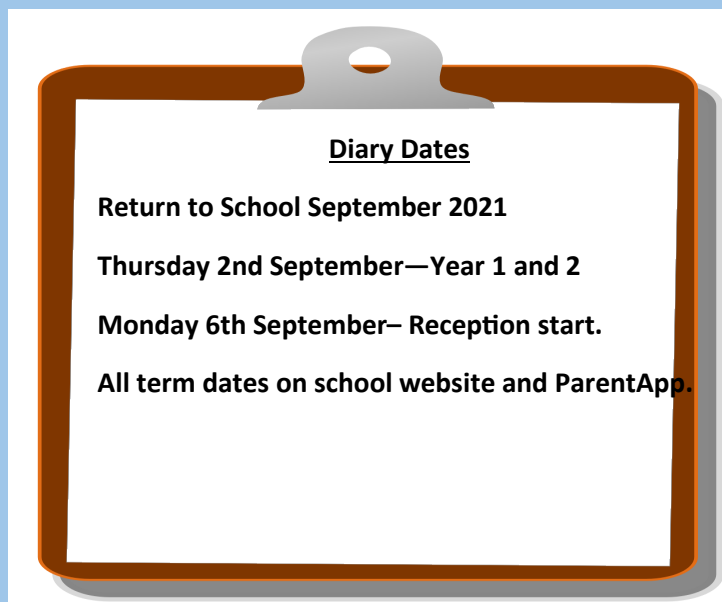 Diary Dates
Return to School September 2021
Thursday 2nd September—Year 1 and 2
Monday 6th September– Reception start.
All term dates on school website and ParentApp.